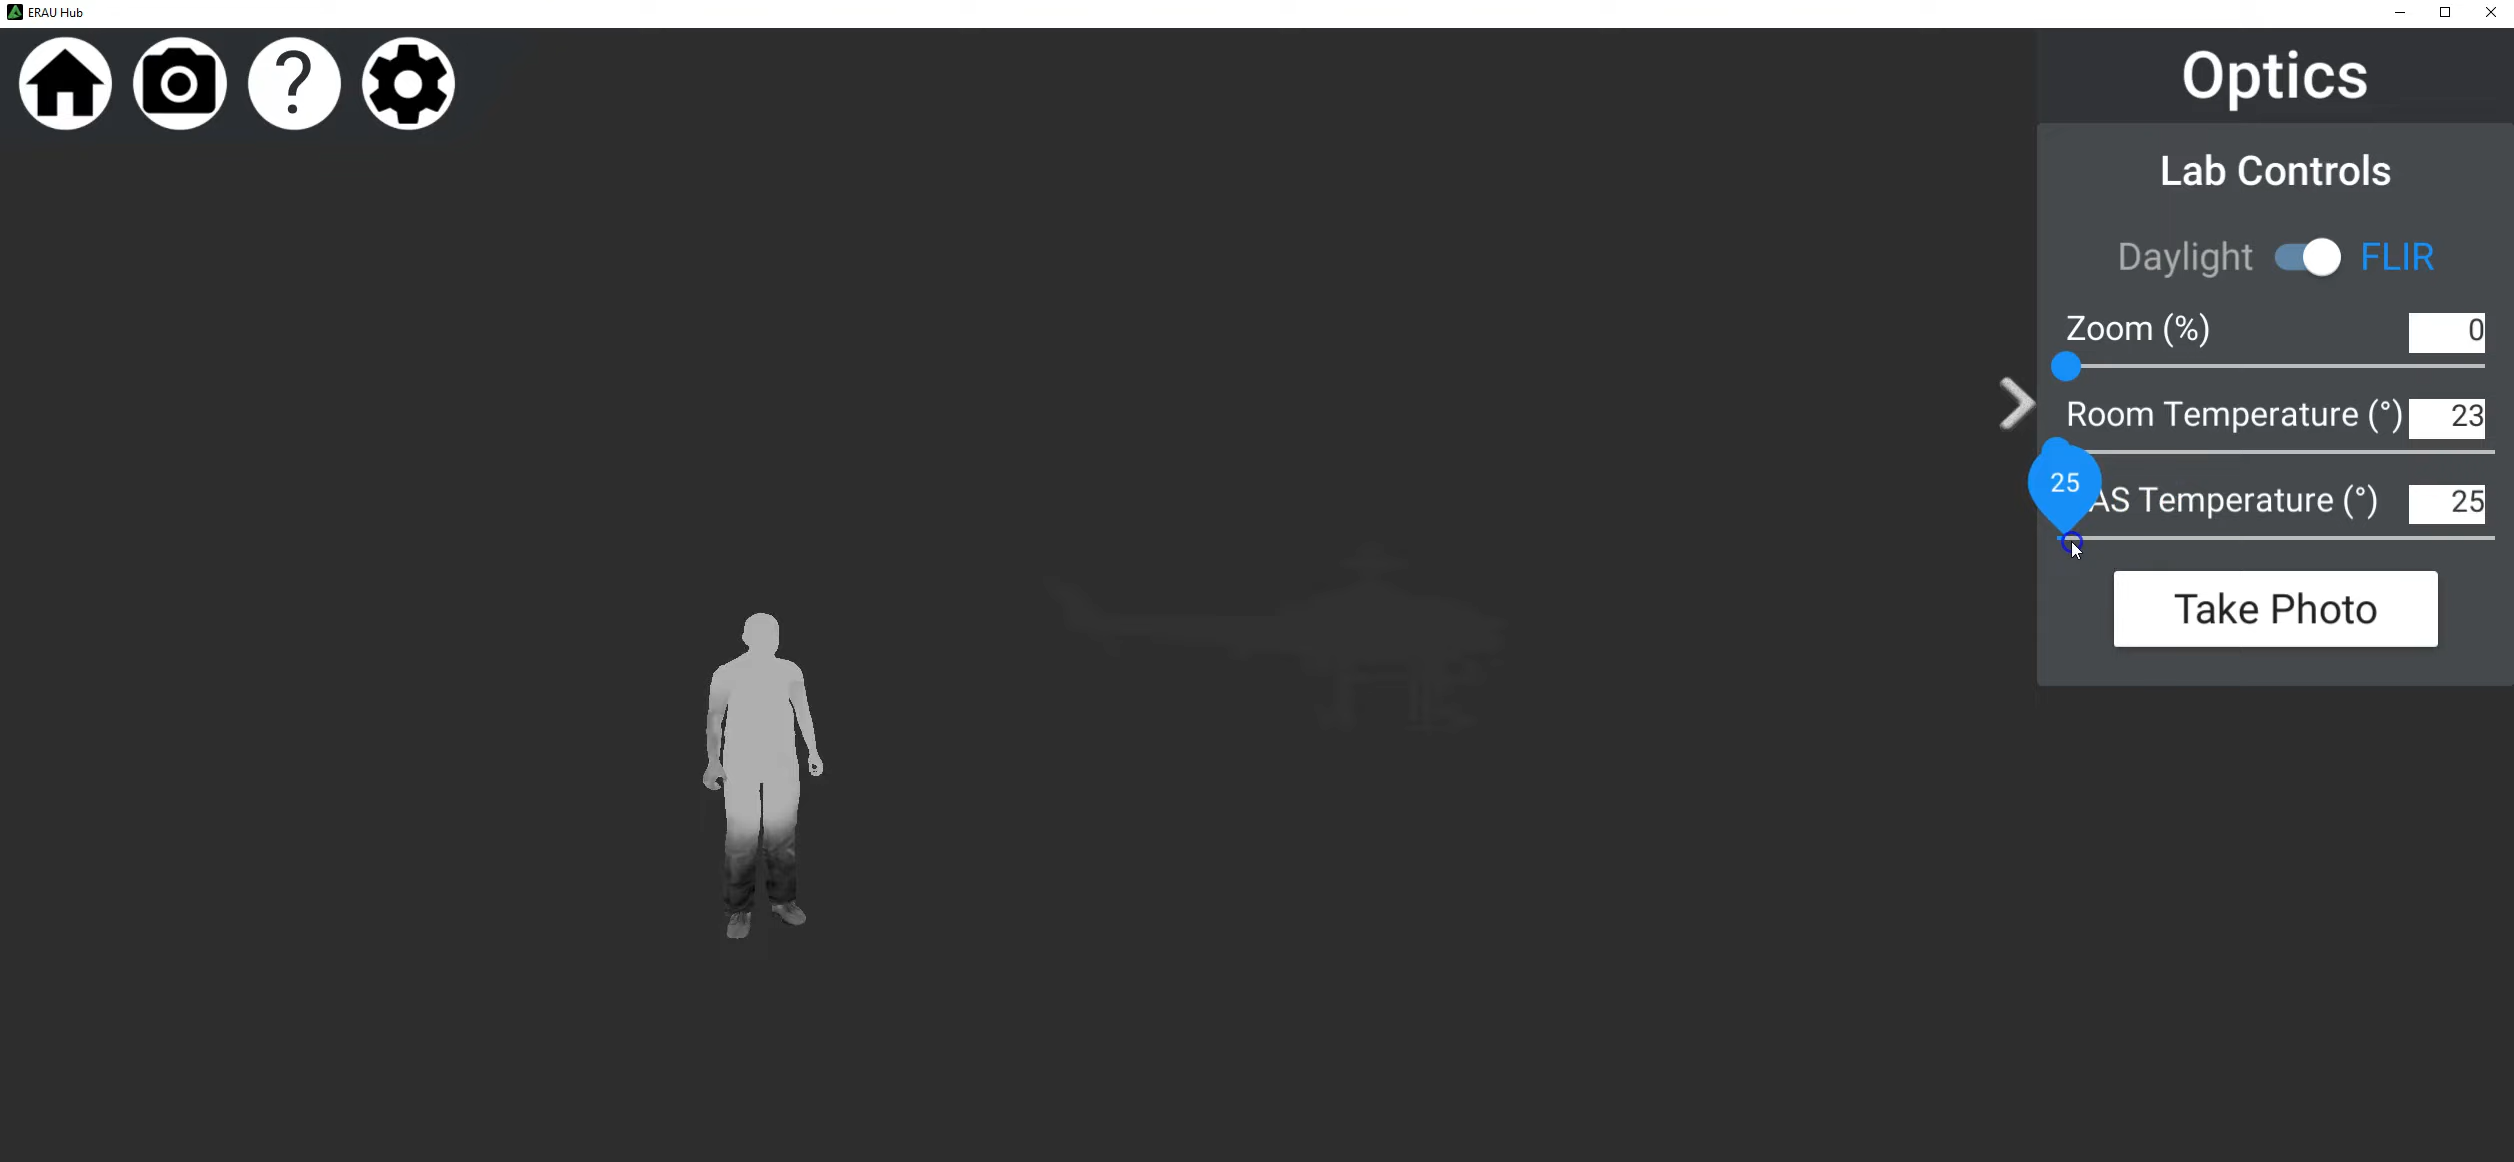 ERAU Hub
?
Optics
Lab Controls
Daylight FLIR
Zoom (%) 0
Room Temperature (°) 23
25
AS Temperature (°) 25
Take Photo